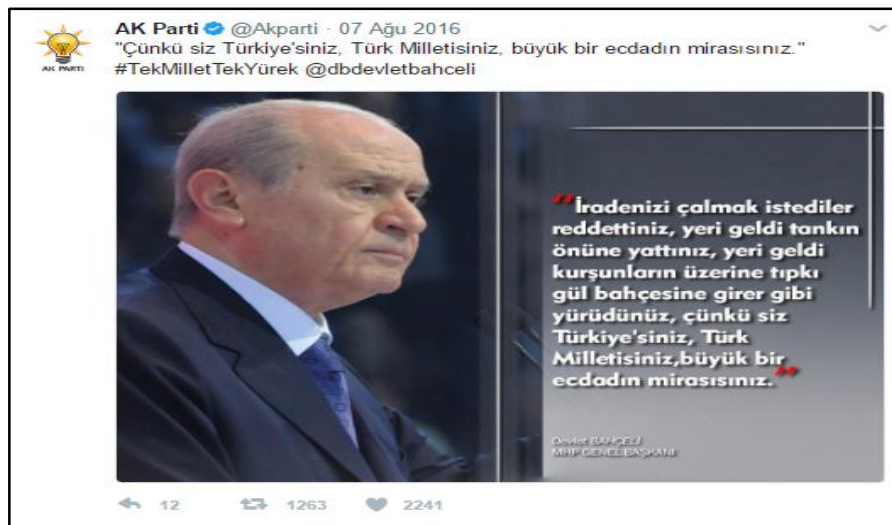 AK Parti @Akparti · 07 Ağu 2016
"Çünkü siz Türkiye'siniz, Türk Milletisiniz, büyük bir ecdadın mirasısınız."
#TekMilletTekYürek @dbdevletbahceli
AK PARTİ
"İradenizi çalmak istediler
reddettiniz, yeri geldi tankın
önüne yattınız, yeri geldi
kurşunların üzerine tıpkı
gül bahçesine girer gibi
yürüdünüz, çünkü siz
Türkiye'siniz, Türk
Milletisiniz,büyük bir
ecdadın mirasısınız."
Devlet BAHÇELİ
MHP GENEL BAŞKANI
12 1263 2241